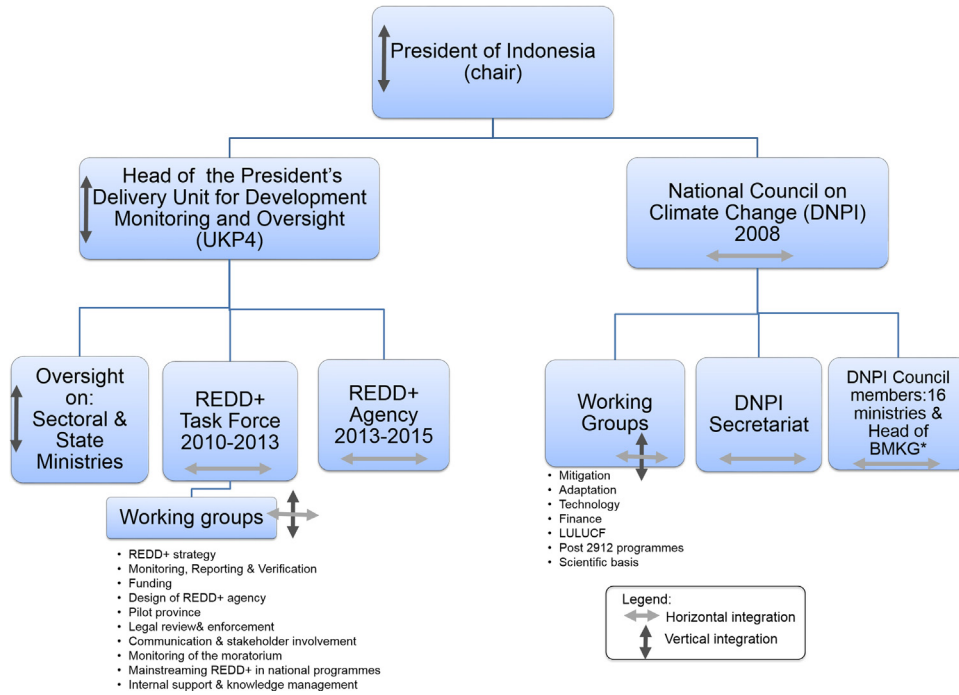 President of Indonesia
(chair)
Head of the President's
Delivery Unit for Development
Monitoring and Oversight
(UKP4)
National Council on
Climate Change (DNPI)
2008
Oversight
on:
Sectoral &
State
Ministries
REDD+
Task Force
2010-2013
REDD+
Agency
2013-2015
Working
Groups
DNPI
Secretariat
DNPI Council
members:16
ministries &
Head of
BMKG*
Working groups
• REDD+ strategy
• Monitoring, Reporting & Verification
• Funding
• Design of REDD+ agency
• Pilot province
• Legal review& enforcement
• Communication & stakeholder involvement
• Monitoring of the moratorium
• Mainstreaming REDD+ in national programmes
• Internal support & knowledge management
• Mitigation
• Adaptation
• Technology
• Finance
• LULUCF
• Post 2912 programmes
• Scientific basis
Legend:
Horizontal integration
Vertical integration